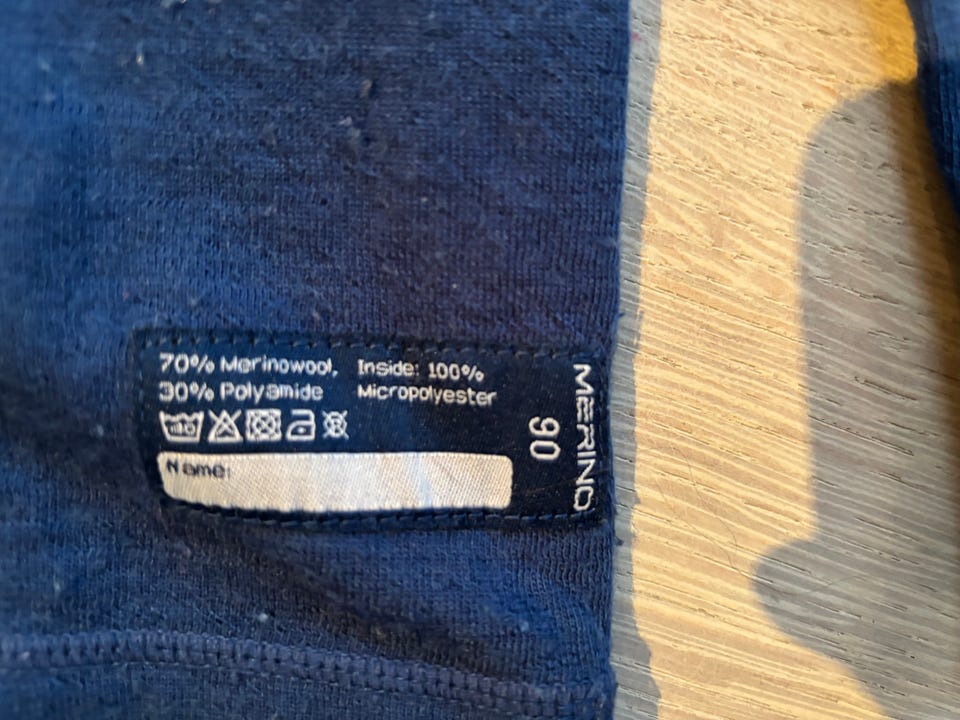 70% Merinowool,
30% Polyamide
Inside: 100%
Micropolyester
Name:
90
MERINO